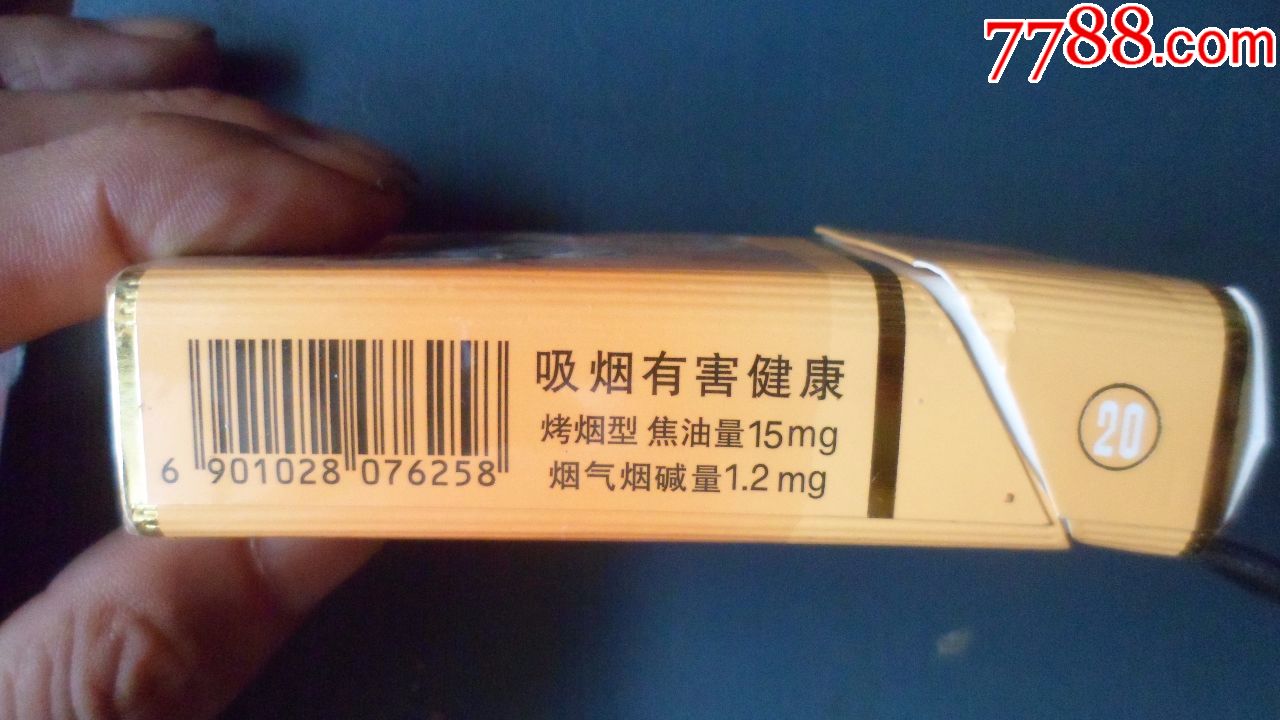 7788.com
吸烟有害健康
烤烟型 焦油量15mg
烟气烟碱量1.2mg
6 901028 076258
20